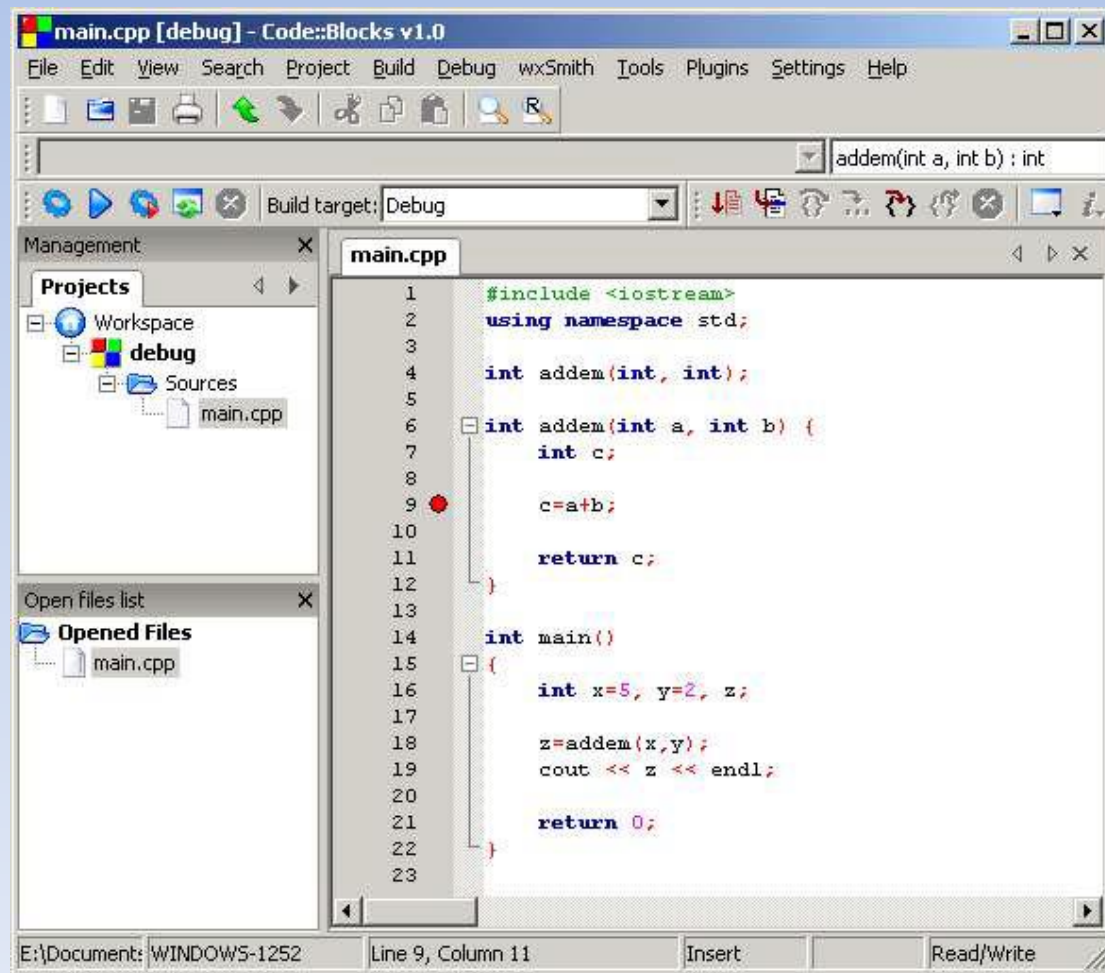 main.cpp [debug] - Code::Blocks v1.0
File Edit View Search Project Build Debug wxSmith Tools Plugins Settings Help
addem(int a, int b) : int
Build target: Debug
Management
Projects
Workspace
debug
Sources
main.cpp
Open files list
Opened Files
main.cpp
main.cpp
1 #include <iostream>
2 using namespace std;
3
4 int addem(int, int);
5
6 int addem(int a, int b) {
7 int c;
8
9 c=a+b;
10
11 return c;
12 }
13
14 int main()
15 {
16 int x=5, y=2, z;
17
18 z=addem(x,y);
19 cout << z << endl;
20
21 return 0;
22 }
23
E:\Documents WINDOWS-1252 Line 9, Column 11 Insert Read/Write